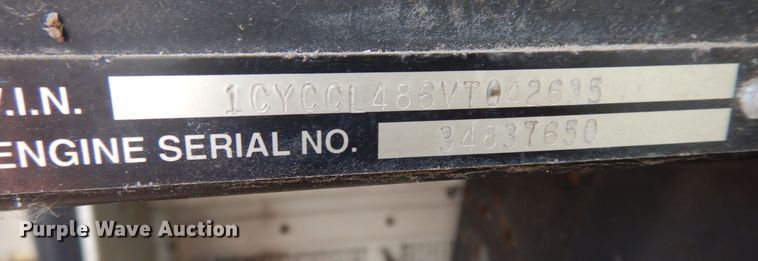 V.I.N. 1CYCCL486VT042635
ENGINE SERIAL NO. 34837650
Purple Wave Auction